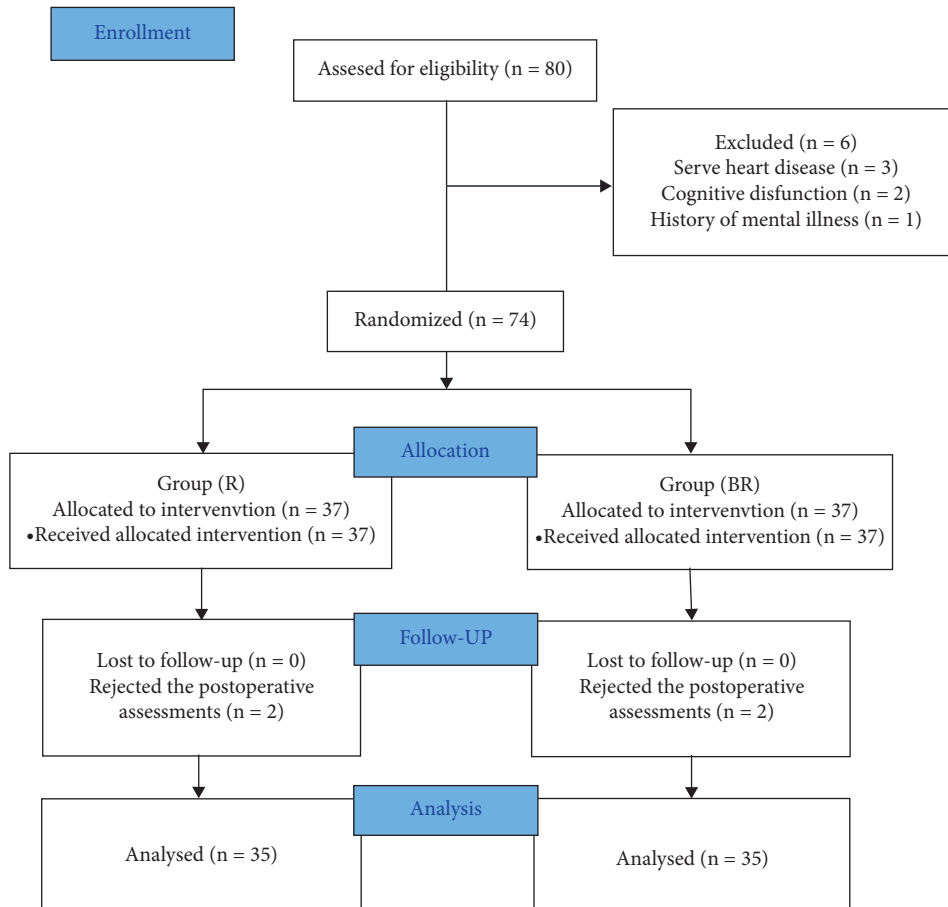 Enrollment
Assesed for eligibility (n = 80)
Excluded (n = 6)
Serve heart disease (n = 3)
Cognitive disfunction (n = 2)
History of mental illness (n = 1)
Randomized (n = 74)
Allocation
Group (R)
Allocated to intervenvtion (n = 37)
•Received allocated intervention (n = 37)
Group (BR)
Allocated to intervenvtion (n = 37)
•Received allocated intervention (n = 37)
Follow-UP
Lost to follow-up (n = 0)
Rejected the postoperative
assessments (n = 2)
Lost to follow-up (n = 0)
Rejected the postoperative
assessments (n = 2)
Analysis
Analysed (n = 35)
Analysed (n = 35)